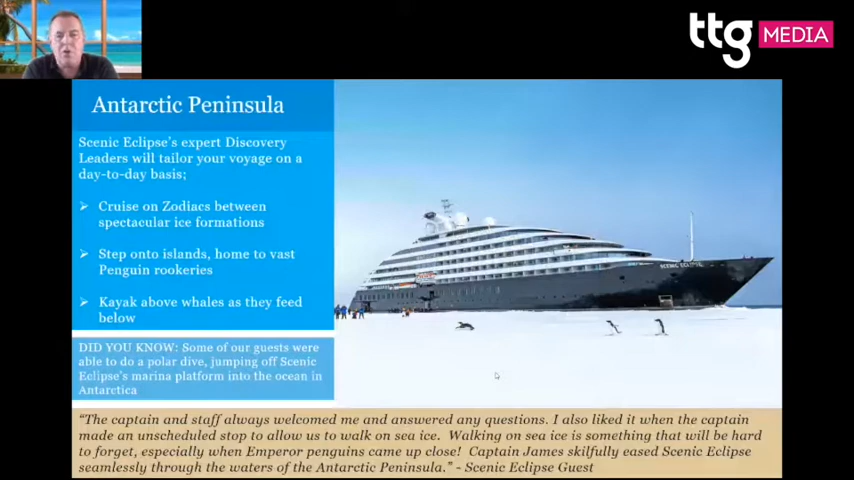 ttg MEDIA
Antarctic Peninsula
Scenic Eclipse's expert Discovery
Leaders will tailor your voyage on a
day-to-day basis;
Cruise on Zodiacs between
spectacular ice formations
Step onto islands, home to vast
Penguin rookeries
Kayak above whales as they feed
below
SCENIC ECLIPSE
DID YOU KNOW: Some of our guests were
able to do a polar dive, jumping off Scenic
Eclipse's marina platform into the ocean in
Antarctica
"The captain and staff always welcomed me and answered any questions. I also liked it when the captain
made an unscheduled stop to allow us to walk on sea ice. Walking on sea ice is something that will be hard
to forget, especially when Emperor penguins came up close! Captain James skilfully eased Scenic Eclipse
seamlessly through the waters of the Antarctic Peninsula." - Scenic Eclipse Guest